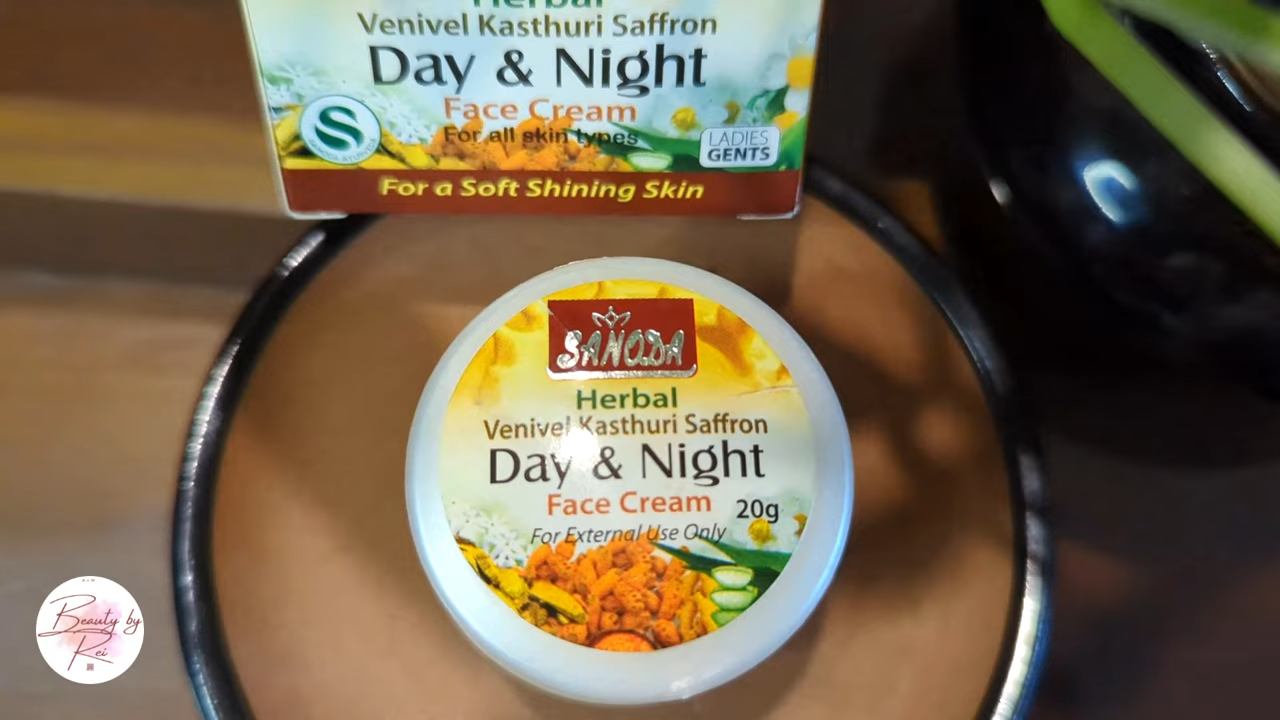 Herbal
Venivel Kasthuri Saffron
Day & Night
Face Cream
For all skin types
LADIES
GENTS
For a Soft Shining Skin
SANODA
Herbal
Venivel Kasthuri Saffron
Day & Night
Face Cream
20g
For External Use Only
Beauty by
Rei